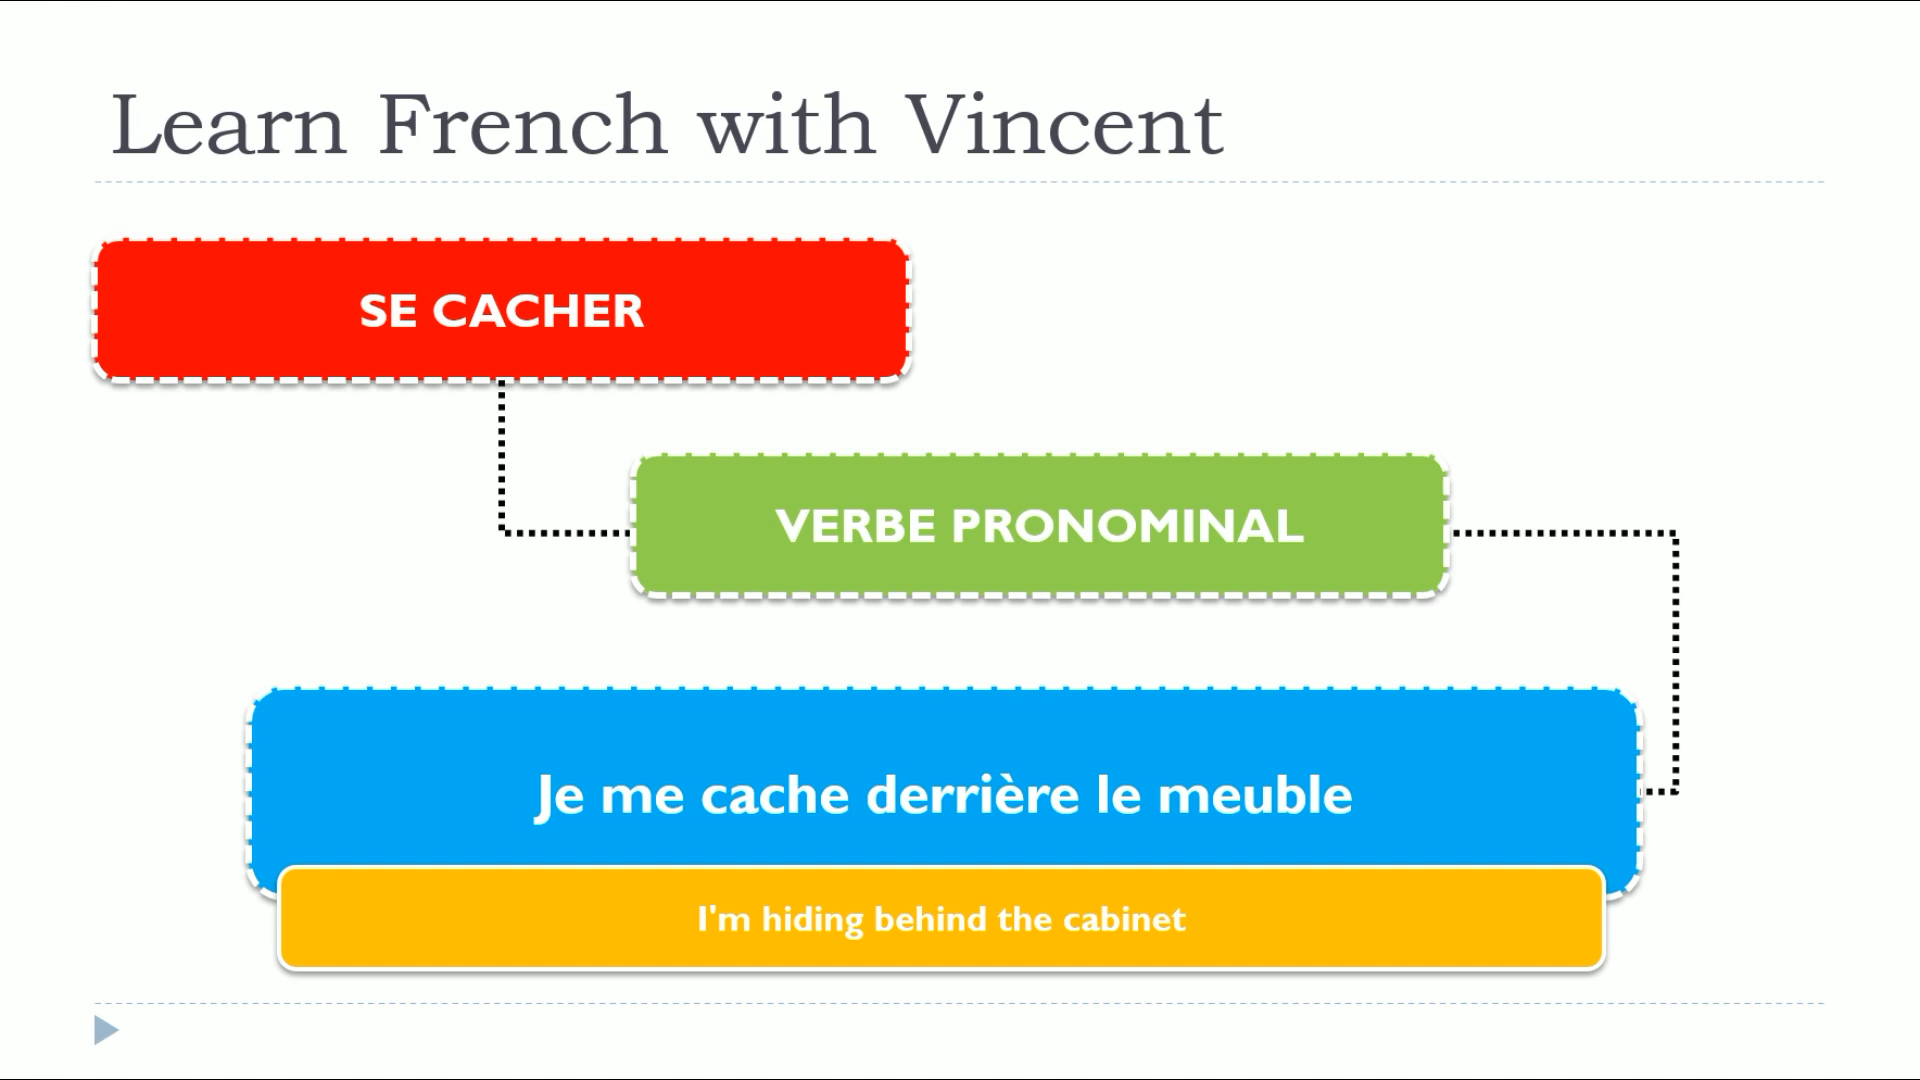 Learn French with Vincent
SE CACHER
VERBE PRONOMINAL
Je me cache derrière le meuble
I'm hiding behind the cabinet